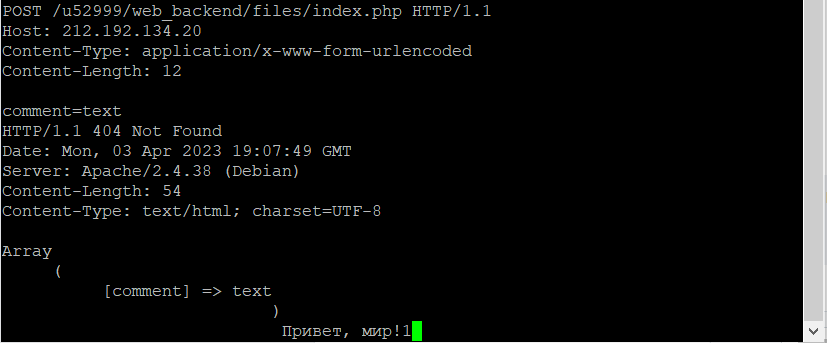 POST /u52999/web_backend/files/index.php HTTP/1.1
Host: 212.192.134.20
Content-Type: application/x-www-form-urlencoded
Content-Length: 12
comment=text
HTTP/1.1 404 Not Found
Date: Mon, 03 Apr 2023 19:07:49 GMT
Server: Apache/2.4.38 (Debian)
Content-Length: 54
Content-Type: text/html; charset=UTF-8
Array
(
[comment] => text
)
Привет, мир!1